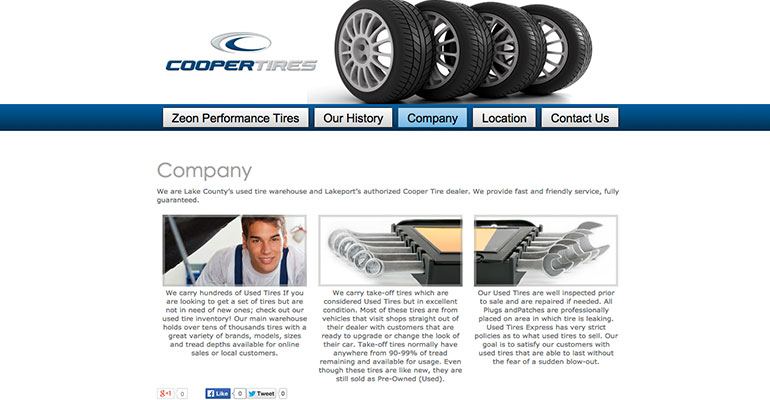 COOPERTIRES
Zeon Performance Tires
Our History
Company
Location
Contact Us
Company
We are Lake County's used tire warehouse and Lakeport's authorized Cooper Tire dealer. We provide fast and friendly service, fully
guaranteed.
We carry hundreds of Used Tires If you
are looking to get a set of tires but are
not in need of new ones; check out our
used tire inventory! Our main warehouse
holds over tens of thousands tires with a
great variety of brands, models, sizes
and tread depths available for online
sales or local customers.
We carry take-off tires which are
considered Used Tires but in excellent
condition. Most of these tires are from
vehicles that visit shops straight out of
their dealer with customers that are
ready to upgrade or change the look of
their car. Take-off tires normally have
anywhere from 90-99% of tread
remaining and available for usage. Even
though these tires are like new, they are
still sold as Pre-Owned (Used).
Our Used Tires are well inspected prior
to sale and are repaired if needed. All
Plugs andPatches are professionally
placed on area in which tire is leaking.
Used Tires Express has very strict
policies as to what used tires to sell. Our
goal is to satisfy our customers with
used tires that are able to last without
the fear of a sudden blow-out.
g+1 0 Like 0 Tweet 0